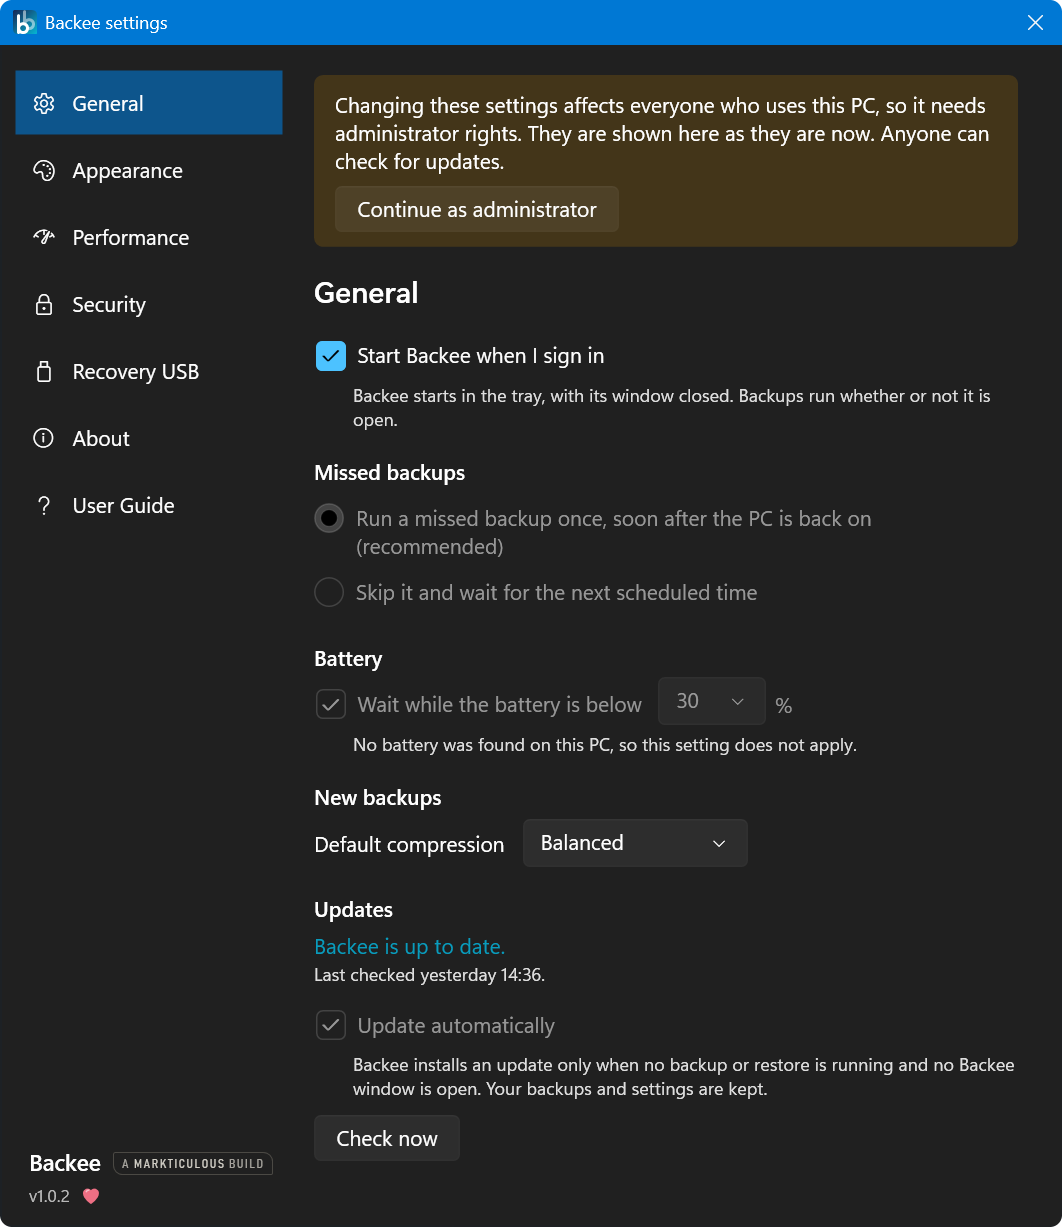 Backee settings
General
Appearance
Performance
Security
Recovery USB
About
User Guide
Changing these settings affects everyone who uses this PC, so it needs
administrator rights. They are shown here as they are now. Anyone can
check for updates.
Continue as administrator
General
Start Backee when I sign in
Backee starts in the tray, with its window closed. Backups run whether or not it is
open.
Missed backups
Run a missed backup once, soon after the PC is back on
(recommended)
Skip it and wait for the next scheduled time
Battery
Wait while the battery is below 30 %
No battery was found on this PC, so this setting does not apply.
New backups
Default compression Balanced
Updates
Backee is up to date.
Last checked yesterday 14:36.
Update automatically
Backee installs an update only when no backup or restore is running and no Backee
window is open. Your backups and settings are kept.
Check now
Backee A MARKTICULOUS BUILD
v1.0.2